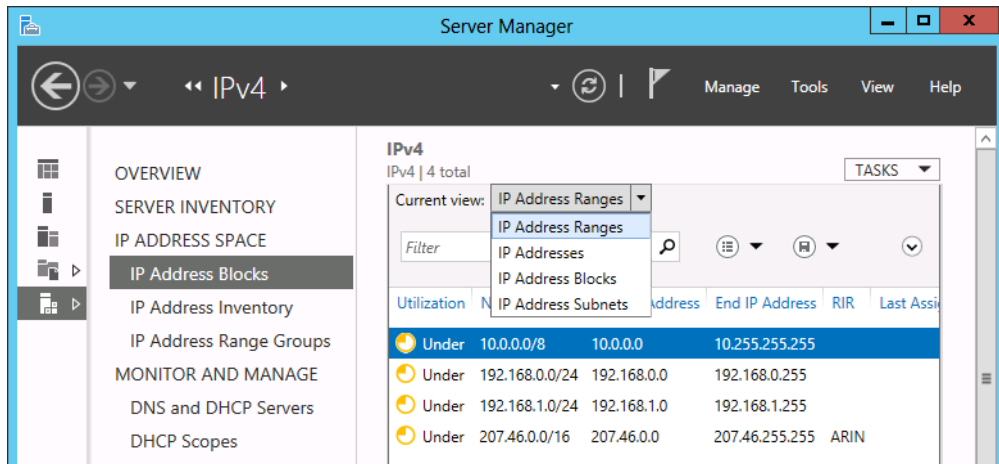 Server Manager
IPv4
Manage Tools View Help
OVERVIEW
SERVER INVENTORY
IP ADDRESS SPACE
IP Address Blocks
IP Address Inventory
IP Address Range Groups
MONITOR AND MANAGE
DNS and DHCP Servers
DHCP Scopes
IPv4
IPv4 | 4 total
TASKS
Current view: IP Address Ranges
IP Address Ranges
IP Addresses
IP Address Blocks
IP Address Subnets
Filter
Utilization N Address End IP Address RIR Last Assi
Under 10.0.0.0/8 10.0.0.0 10.255.255.255
Under 192.168.0.0/24 192.168.0.0 192.168.0.255
Under 192.168.1.0/24 192.168.1.0 192.168.1.255
Under 207.46.0.0/16 207.46.0.0 207.46.255.255 ARIN